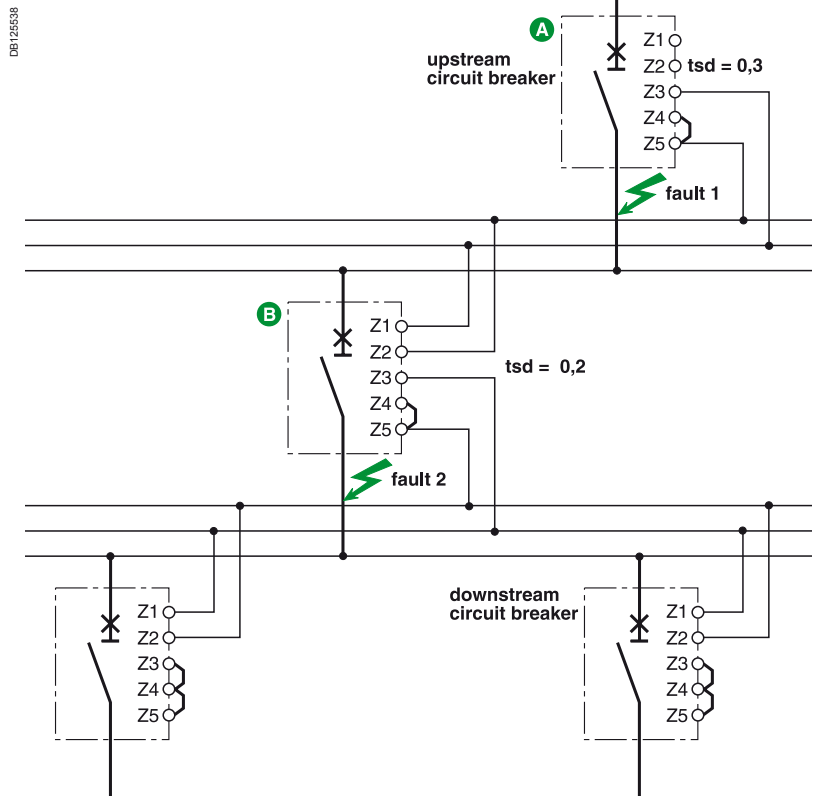 DB125538
A
upstream
circuit breaker
Z1
Z2 tsd = 0,3
Z3
Z4
Z5
fault 1
B
Z1
Z2
Z3
tsd = 0,2
Z4
Z5
fault 2
Z1
Z2
Z3
Z4
Z5
downstream
circuit breaker
Z1
Z2
Z3
Z4
Z5